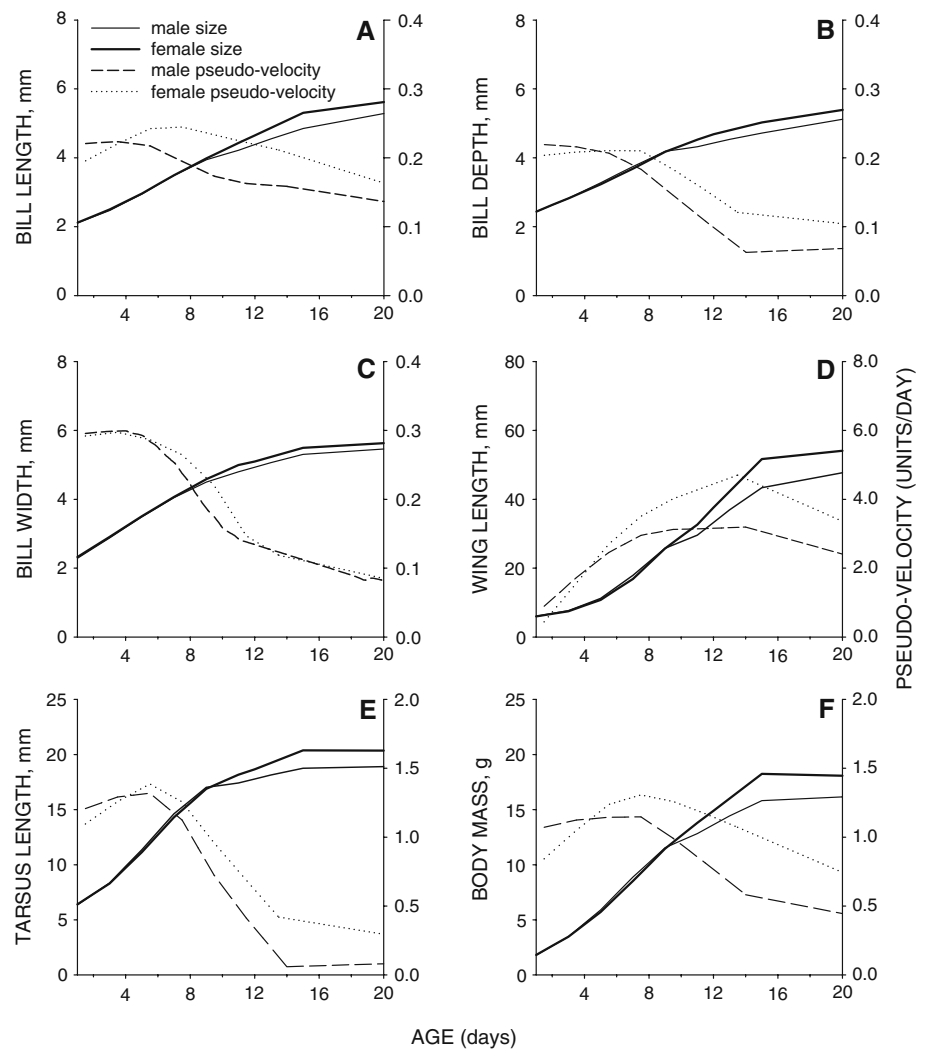 A
male size
female size
male pseudo-velocity
female pseudo-velocity
BILL LENGTH, mm
8
6
4
2
0
0.4
0.3
0.2
0.1
0.0
4 8 12 16 20
B
BILL DEPTH, mm
8
6
4
2
0
0.4
0.3
0.2
0.1
0.0
4 8 12 16 20
C
BILL WIDTH, mm
8
6
4
2
0
0.4
0.3
0.2
0.1
0.0
4 8 12 16 20
D
WING LENGTH, mm
80
60
40
20
0
8.0
6.0
4.0
2.0
0.0
4 8 12 16 20
PSEUDO-VELOCITY (UNITS/DAY)
E
TARSUS LENGTH, mm
25
20
15
10
5
0
2.0
1.5
1.0
0.5
0.0
4 8 12 16 20
F
BODY MASS, g
25
20
15
10
5
0
2.0
1.5
1.0
0.5
0.0
4 8 12 16 20
AGE (days)